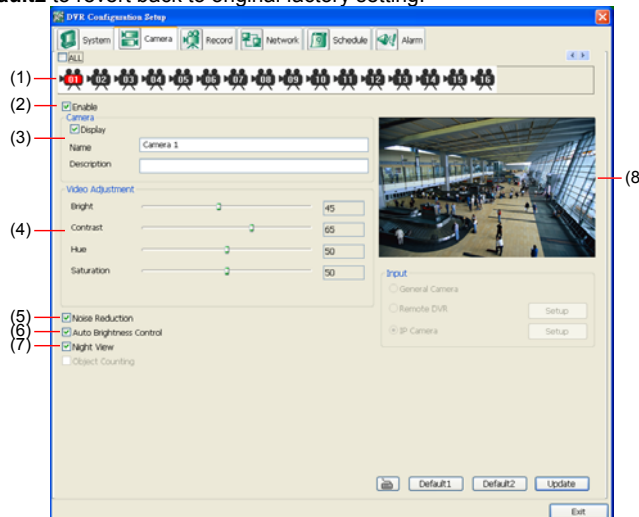 ault2 to revert back to original factory setting.
DVR Configuration Setup
System Camera Record Network Schedule Alarm
ALL
(1) 01 02 03 04 05 06 07 08 09 10 11 12 13 14 15 16
(2) Enable
Camera
(3) Display
Name Camera 1
Description
(8
Video Adjustment
Bright 45
(4) Contrast 65
Hue 50
Saturation 50
Input
General Camera
Remote DVR Setup
IP Camera Setup
(5) Noise Reduction
(6) Auto Brightness Control
(7) Night View
Object Counting
Default1 Default2 Update
Exit